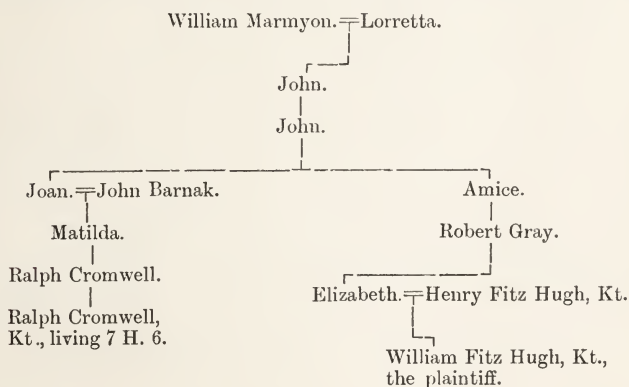 William Marmyon.=Lorretta.
John.
John.
Joan.=John Barnak.
Amice.
Matilda.
Robert Gray.
Ralph Cromwell.
Elizabeth.=Henry Fitz Hugh, Kt.
Ralph Cromwell,
Kt., living 7 H. 6.
William Fitz Hugh, Kt.,
the plaintiff.